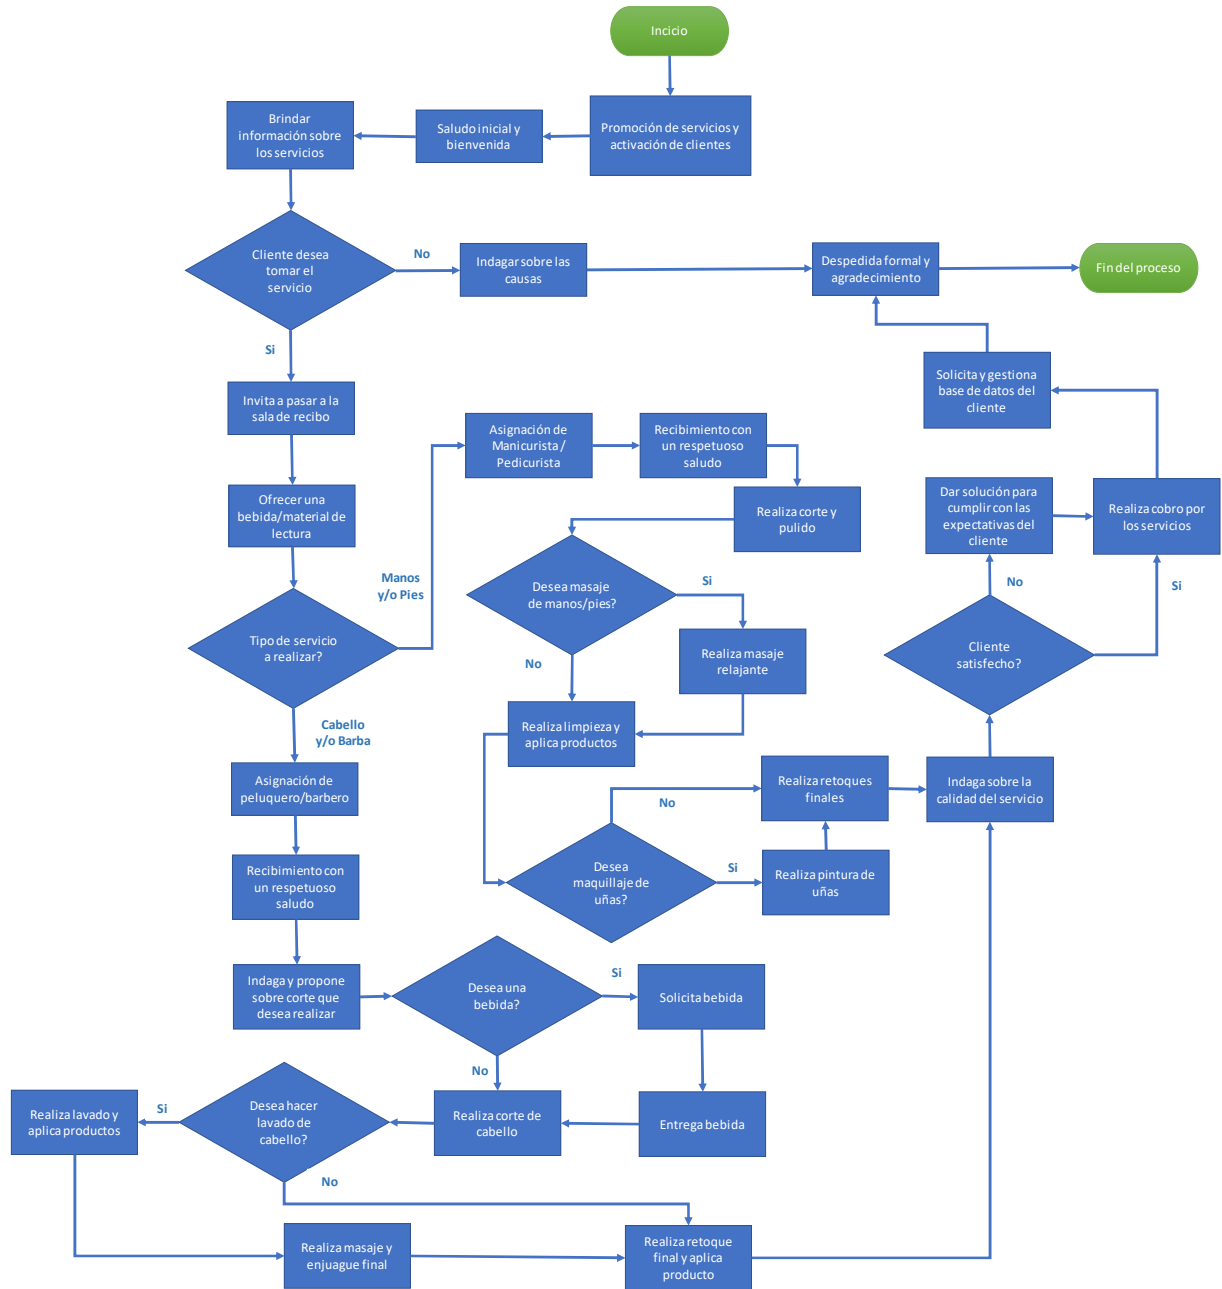 Incicio
Promoción de servicios y
activación de clientes
Saludo inicial y
bienvenida
Brindar
información sobre
los servicios
Cliente desea
tomar el
servicio
No
Indagar sobre las
causas
Despedida formal y
agradecimiento
Fin del proceso
Si
Invita a pasar a la
sala de recibo
Ofrecer una
bebida/material de
lectura
Tipo de servicio
a realizar?
Manos
y/o Pies
Asignación de
Manicurista /
Pedicurista
Recibimiento con
un respetuoso
saludo
Realiza corte y
pulido
Desea masaje
de manos/pies?
Si
Realiza masaje
relajante
No
Realiza limpieza y
aplica productos
Desea
maquillaje de
uñas?
No
Si
Realiza pintura de
uñas
Realiza retoques
finales
Indaga sobre la
calidad del servicio
Cliente
satisfecho?
No
Si
Dar solución para
cumplir con las
expectativas del
cliente
Realiza cobro por
los servicios
Solicita y gestiona
base de datos del
cliente
Cabello
y/o Barba
Asignación de
peluquero/barbero
Recibimiento con
un respetuoso
saludo
Indaga y propone
sobre corte que
desea realizar
Desea una
bebida?
Si
Solicita bebida
Entrega bebida
No
Realiza corte de
cabello
Desea hacer
lavado de
cabello?
Si
Realiza lavado y
aplica productos
No
Realiza masaje y
enjuague final
Realiza retoque
final y aplica
producto